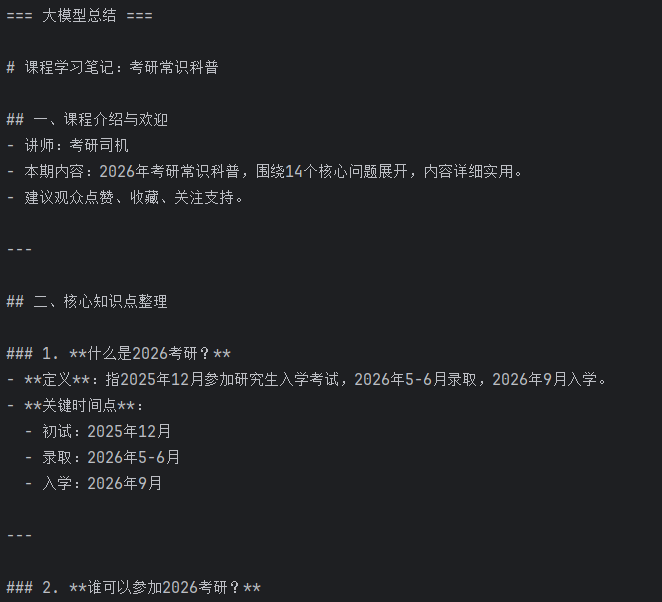 === 大模型总结 ===
# 课程学习笔记：考研常识科普
## 一、课程介绍与欢迎
- 讲师：考研司机
- 本期内容：2026年考研常识科普，围绕14个核心问题展开，内容详细实用。
- 建议观众点赞、收藏、关注支持。
---
## 二、核心知识点整理
### 1. **什么是2026考研？**
- **定义**：指2025年12月参加研究生入学考试，2026年5-6月录取，2026年9月入学。
- **关键时间点**：
  - 初试：2025年12月
  - 录取：2026年5-6月
  - 入学：2026年9月
---
### 2. **谁可以参加2026考研？**